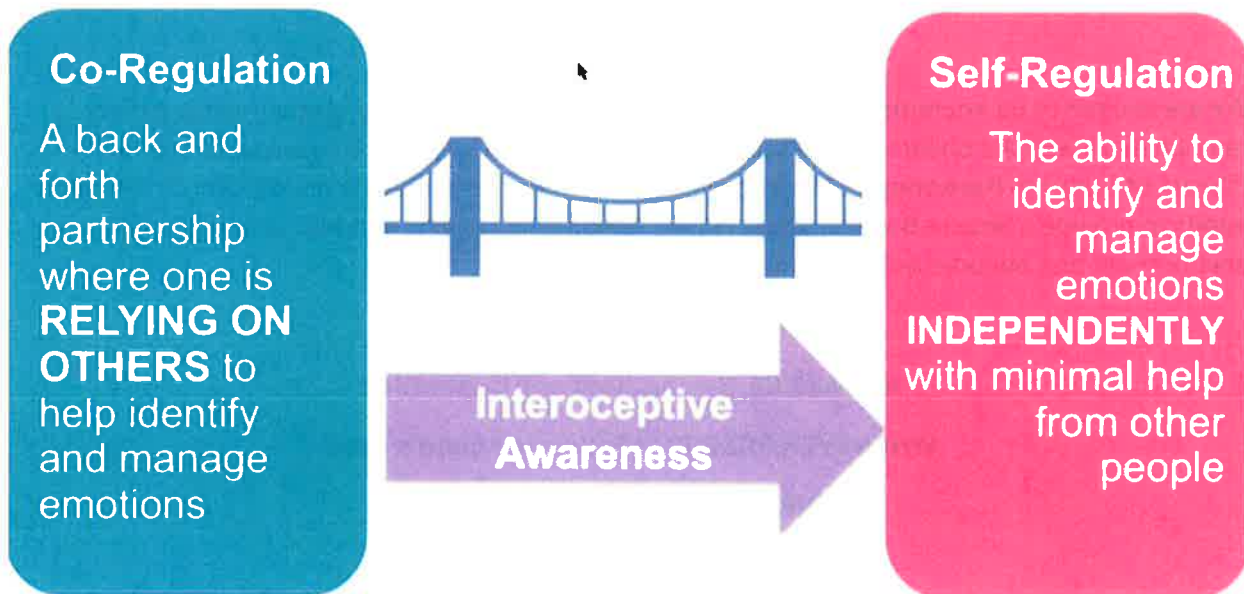 Co-Regulation
A back and
forth
partnership
where one is
RELYING ON
OTHERS to
help identify
and manage
emotions
Interoceptive
Awareness
Self-Regulation
The ability to
identify and
manage
emotions
INDEPENDENTLY
with minimal help
from other
people